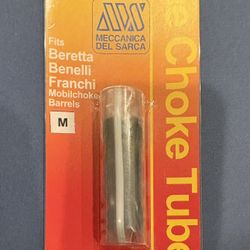 MECCANICA
DEL SARCA
Fits
Beretta
Benelli
Franchi
Mobilchoke
Barrels
M
e Choke Tube